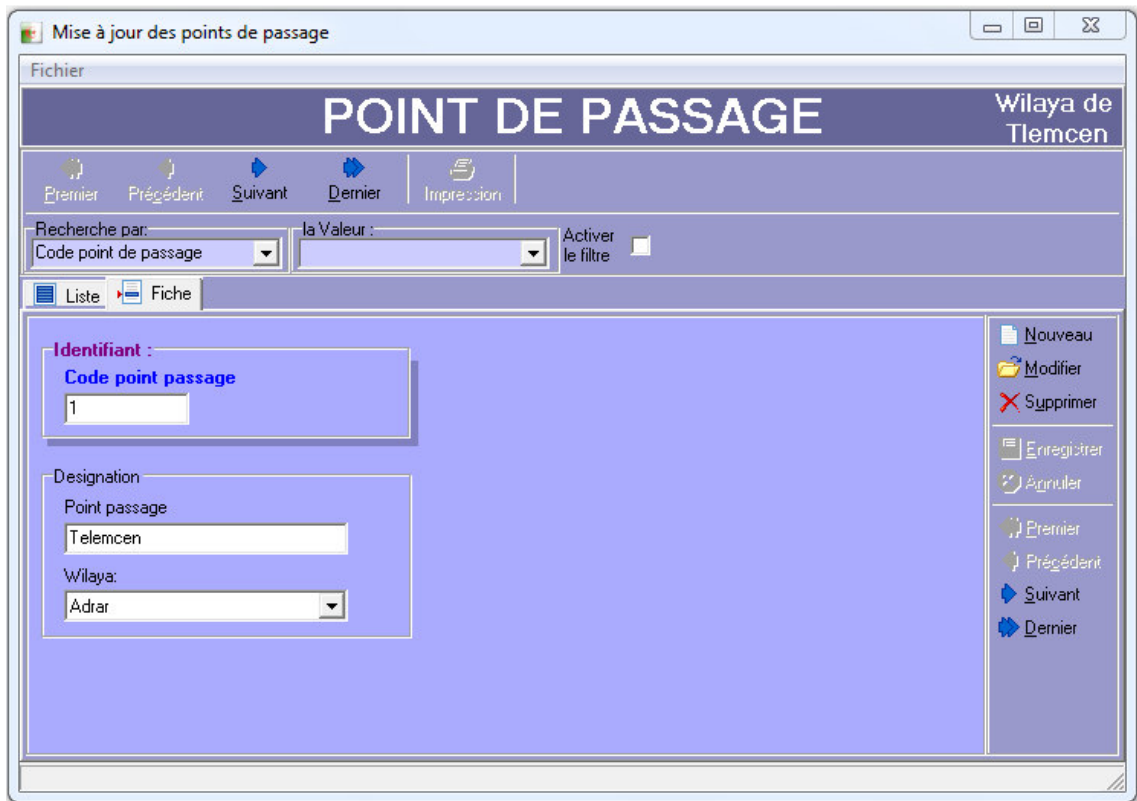 Mise à jour des points de passage
Fichier
POINT DE PASSAGE
Wilaya de
Tlemcen
Premier Précédent Suivant Dernier Impression
Recherche par: la Valeur :
Code point de passage
Activer
le filtre
Liste Fiche
Identifiant :
Code point passage
1
Designation
Point passage
Telemcen
Wilaya:
Adrar
Nouveau
Modifier
Supprimer
Enregistrer
Annuler
Premier
Précédent
Suivant
Dernier